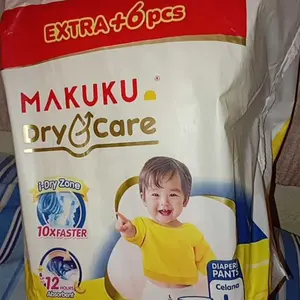 EXTRA +6 pcs
MAKUKU®
Dry Care
i-Dry Zone
10X FASTER
12 HOURS
Absorbent
DIAPER
PANTS
Celana